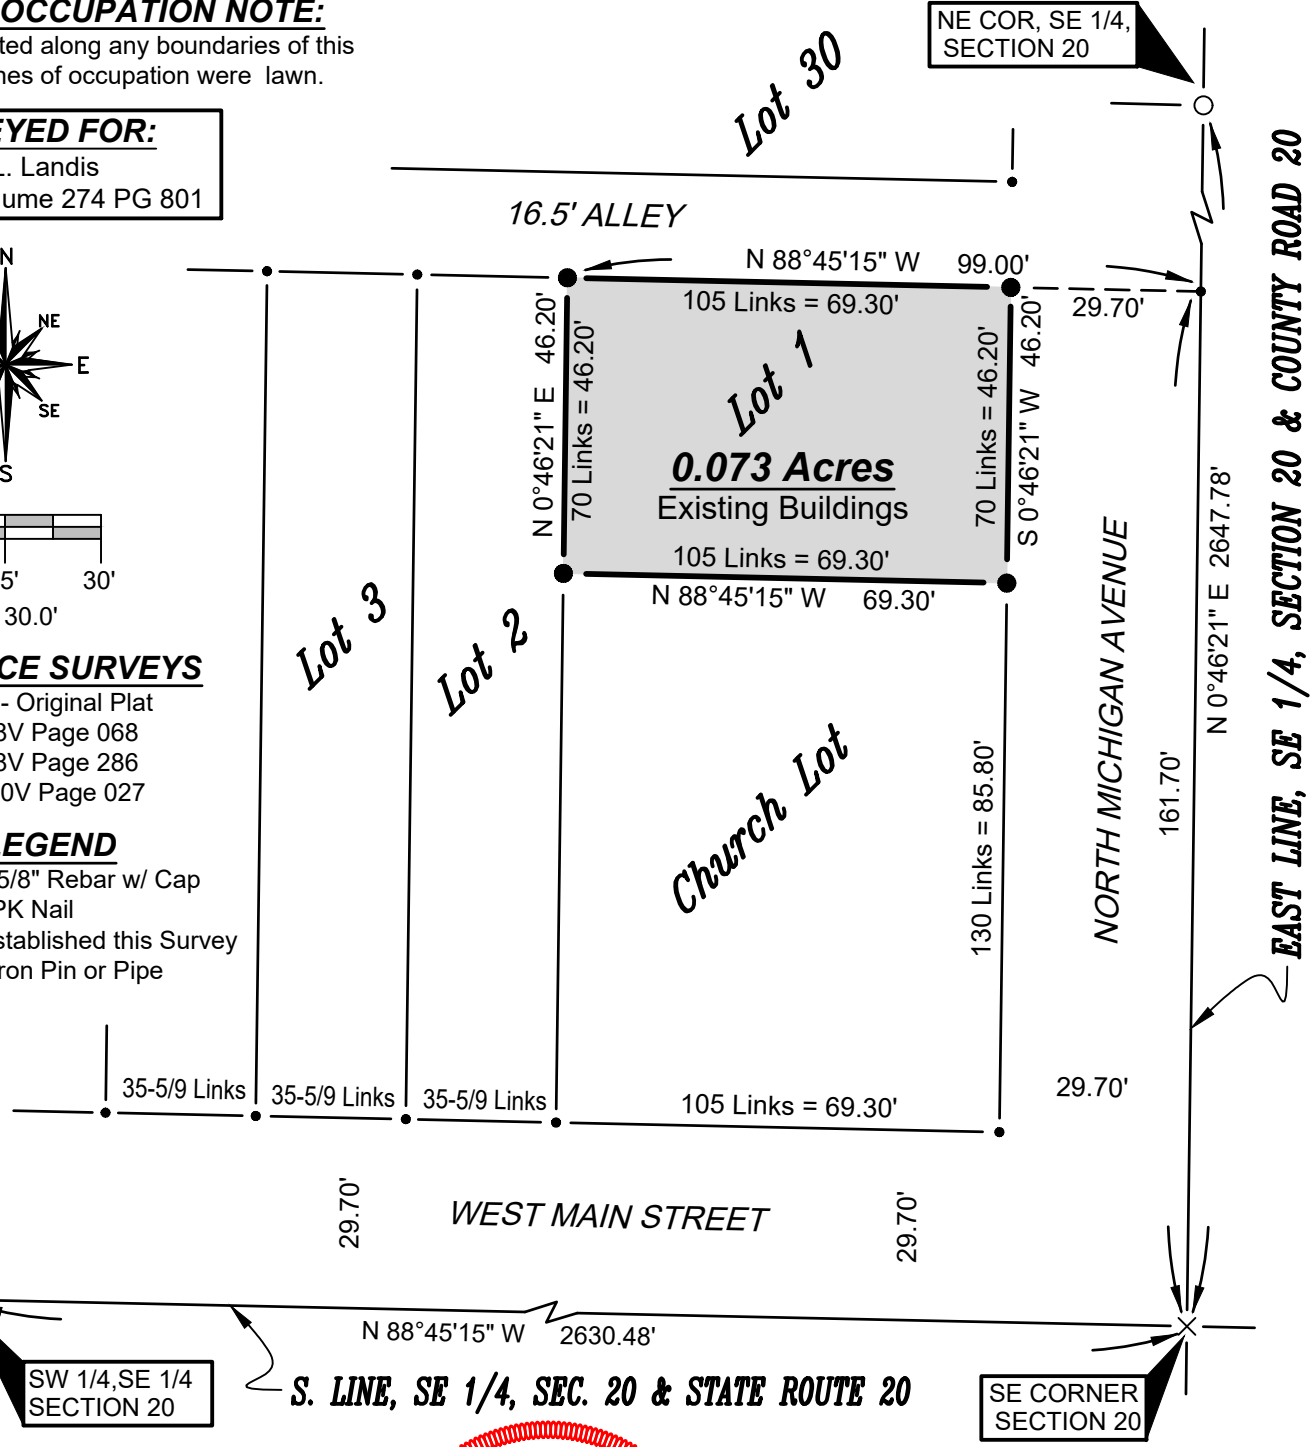 OCCUPATION NOTE:
ted along any boundaries of this
nes of occupation were lawn.
EYED FOR:
L. Landis
ume 274 PG 801
N
NE
E
SE
S
5' 30'
30.0'
CE SURVEYS
- Original Plat
3V Page 068
3V Page 286
0V Page 027
LEGEND
5/8" Rebar w/ Cap
PK Nail
stablished this Survey
ron Pin or Pipe
NE COR, SE 1/4,
SECTION 20
Lot 30
16.5' ALLEY
N 88°45'15" W 99.00'
105 Links = 69.30'
29.70'
N 0°46'21" E 46.20'
70 Links = 46.20'
Lot 1
0.073 Acres
Existing Buildings
70 Links = 46.20'
S 0°46'21" W 46.20'
105 Links = 69.30'
N 88°45'15" W 69.30'
Lot 3
Lot 2
Church Lot
130 Links = 85.80'
NORTH MICHIGAN AVENUE
161.70'
N 0°46'21" E 2647.78'
EAST LINE, SE 1/4, SECTION 20 & COUNTY ROAD 20
35-5/9 Links
35-5/9 Links
35-5/9 Links
105 Links = 69.30'
29.70'
29.70'
WEST MAIN STREET
29.70'
N 88°45'15" W 2630.48'
SW 1/4,SE 1/4
SECTION 20
S. LINE, SE 1/4, SEC. 20 & STATE ROUTE 20
SE CORNER
SECTION 20